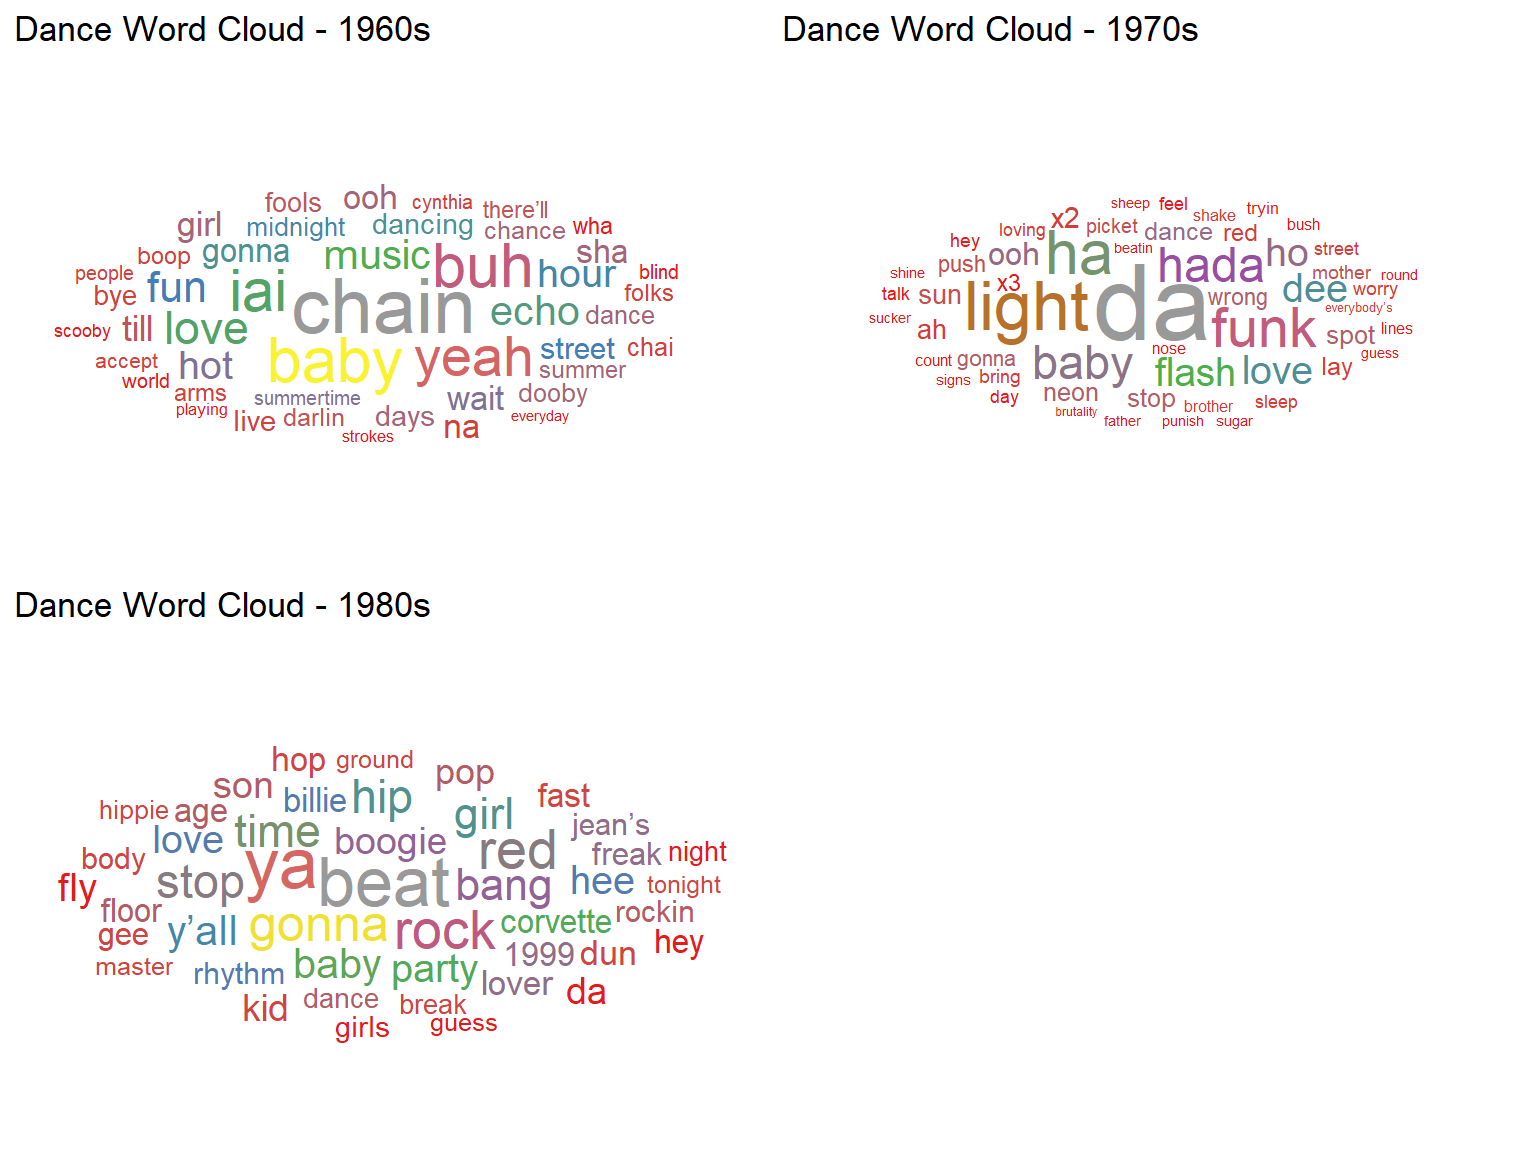 Dance Word Cloud - 1960s
fools ooh cynthia there'll
girl midnight dancing chance wha
boop gonna music buh hour sha
people fun iai blind
bye chain echo folks
scooby till love dance
accept hot baby yeah street chai
world summer
arms summertime wait dooby
playing live darlin days na everyday
strokes
Dance Word Cloud - 1970s
sheep feel
loving x2 picket shake tryin
hey ooh ha beatin dance red bush
push hada ho street
shine x3 mother round
talk sun light da wrong dee worry
sucker everybody's
ah funk spot lines
count gonna baby nose guess
signs bring flash love lay
day neon stop brother sleep
brutality father punish sugar
Dance Word Cloud - 1980s
hop ground pop
son billie hip fast
hippie age girl jean's
love time boogie red freak night
body ya beat
fly stop bang hee tonight
floor gonna rock corvette rockin
gee y'all 1999 dun hey
master rhythm baby party
lover da
kid dance break
girls guess